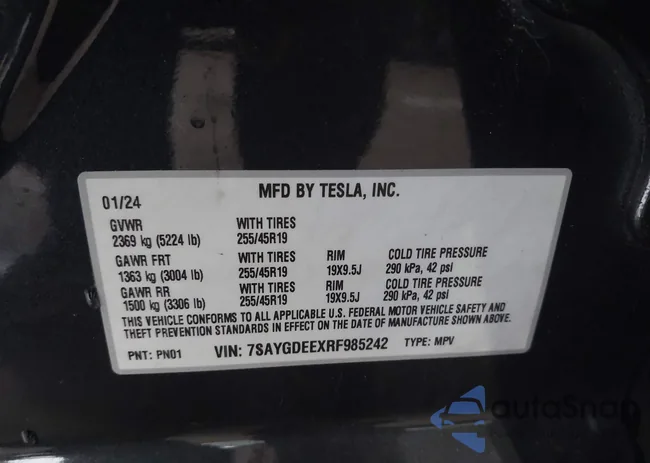 MFD BY TESLA, INC.
01/24
GVWR WITH TIRES
2369 kg (5224 lb) 255/45R19
GAWR FRT WITH TIRES RIM COLD TIRE PRESSURE
1363 kg (3004 lb) 255/45R19 19X9.5J 290 kPa, 42 psi
GAWR RR WITH TIRES RIM COLD TIRE PRESSURE
1500 kg (3306 lb) 255/45R19 19X9.5J 290 kPa, 42 psi
THIS VEHICLE CONFORMS TO ALL APPLICABLE U.S. FEDERAL MOTOR VEHICLE SAFETY AND
THEFT PREVENTION STANDARDS IN EFFECT ON THE DATE OF MANUFACTURE SHOWN ABOVE.
PNT: PN01 VIN: 7SAYGDEEXRF985242 TYPE: MPV
autoSnap